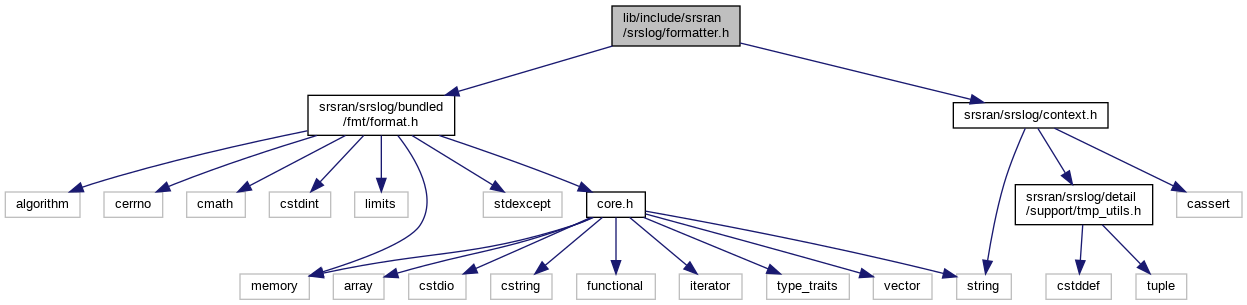 lib/include/srsran
/srslog/formatter.h
srsran/srslog/bundled
/fmt/format.h
srsran/srslog/context.h
algorithm
cerrno
cmath
cstdint
limits
stdexcept
core.h
srsran/srslog/detail
/support/tmp_utils.h
cassert
memory
array
cstdio
cstring
functional
iterator
type_traits
vector
string
cstddef
tuple